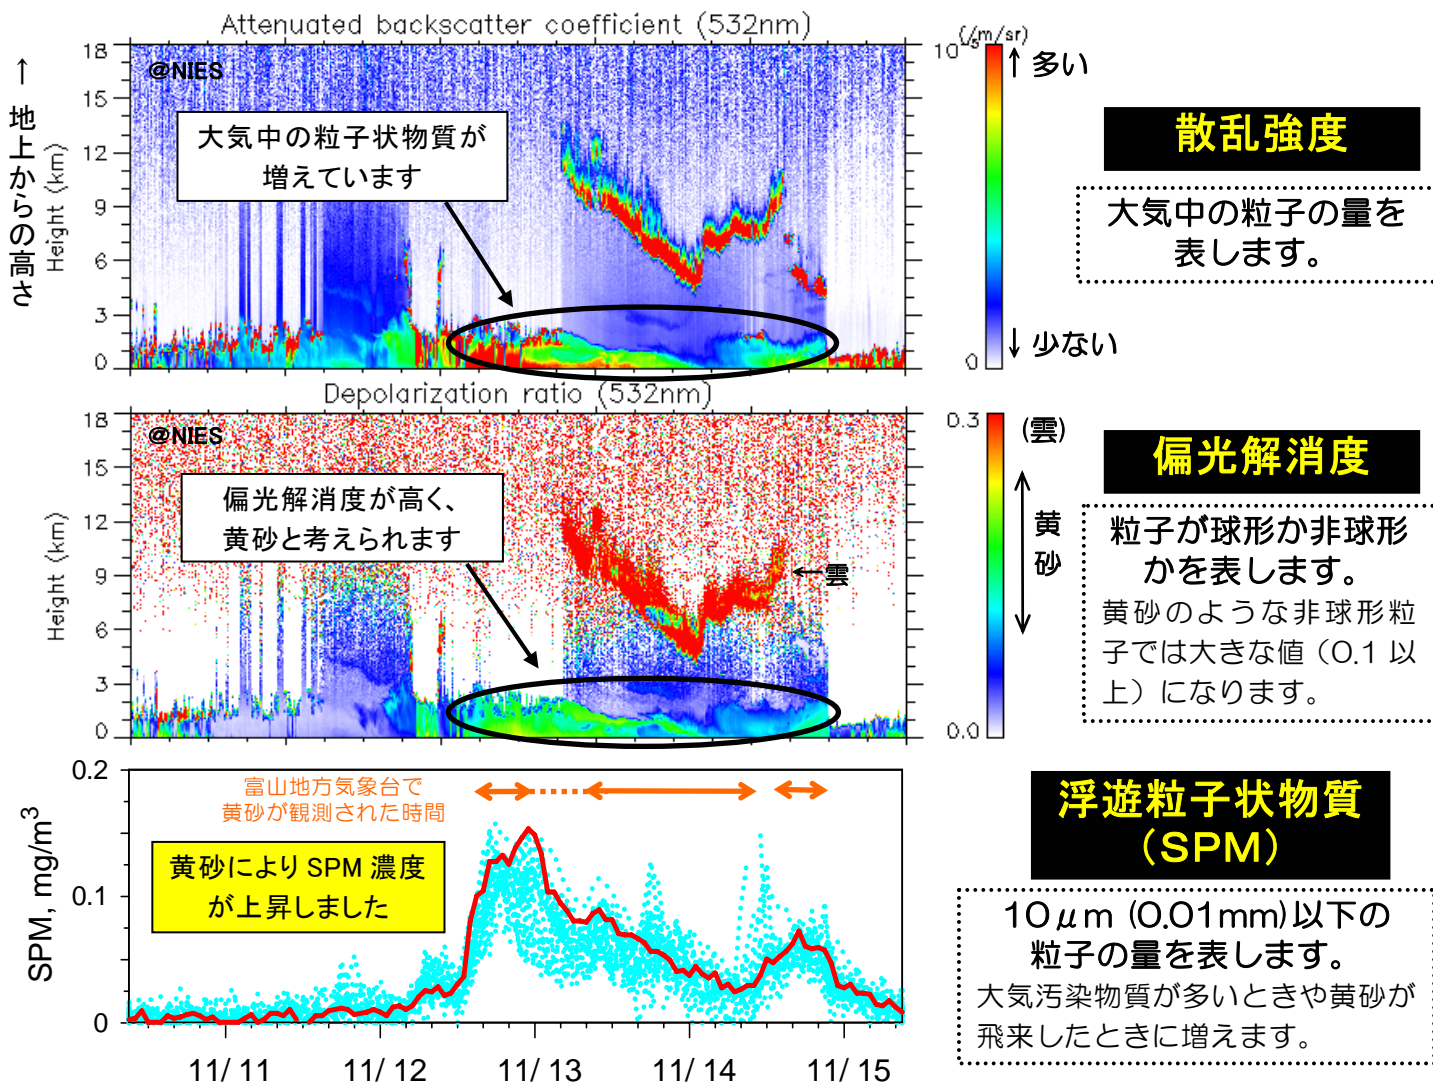 Attenuated backscatter coefficient (532nm)
↑ 地上からの高さ
Height (km)
18
15
12
9
6
3
0
@NIES
大気中の粒子状物質が
増えています
(/m/sr)
10-5
0
↑ 多い
↓ 少ない
散乱強度
大気中の粒子の量を
表します。
Depolarization ratio (532nm)
Height (km)
18
15
12
9
6
3
0
@NIES
偏光解消度が高く、
黄砂と考えられます
←雲
0.3
0.0
(雲)
黄砂
偏光解消度
粒子が球形か非球形
かを表します。
黄砂のような非球形粒
子では大きな値（0.1 以
上）になります。
SPM, mg/m3
0.2
0.1
0
富山地方気象台で
黄砂が観測された時間
黄砂により SPM 濃度
が上昇しました
11/ 11
11/ 12
11/ 13
11/ 14
11/ 15
浮遊粒子状物質
（SPM）
10μm (0.01mm)以下の
粒子の量を表します。
大気汚染物質が多いときや黄砂が
飛来したときに増えます。